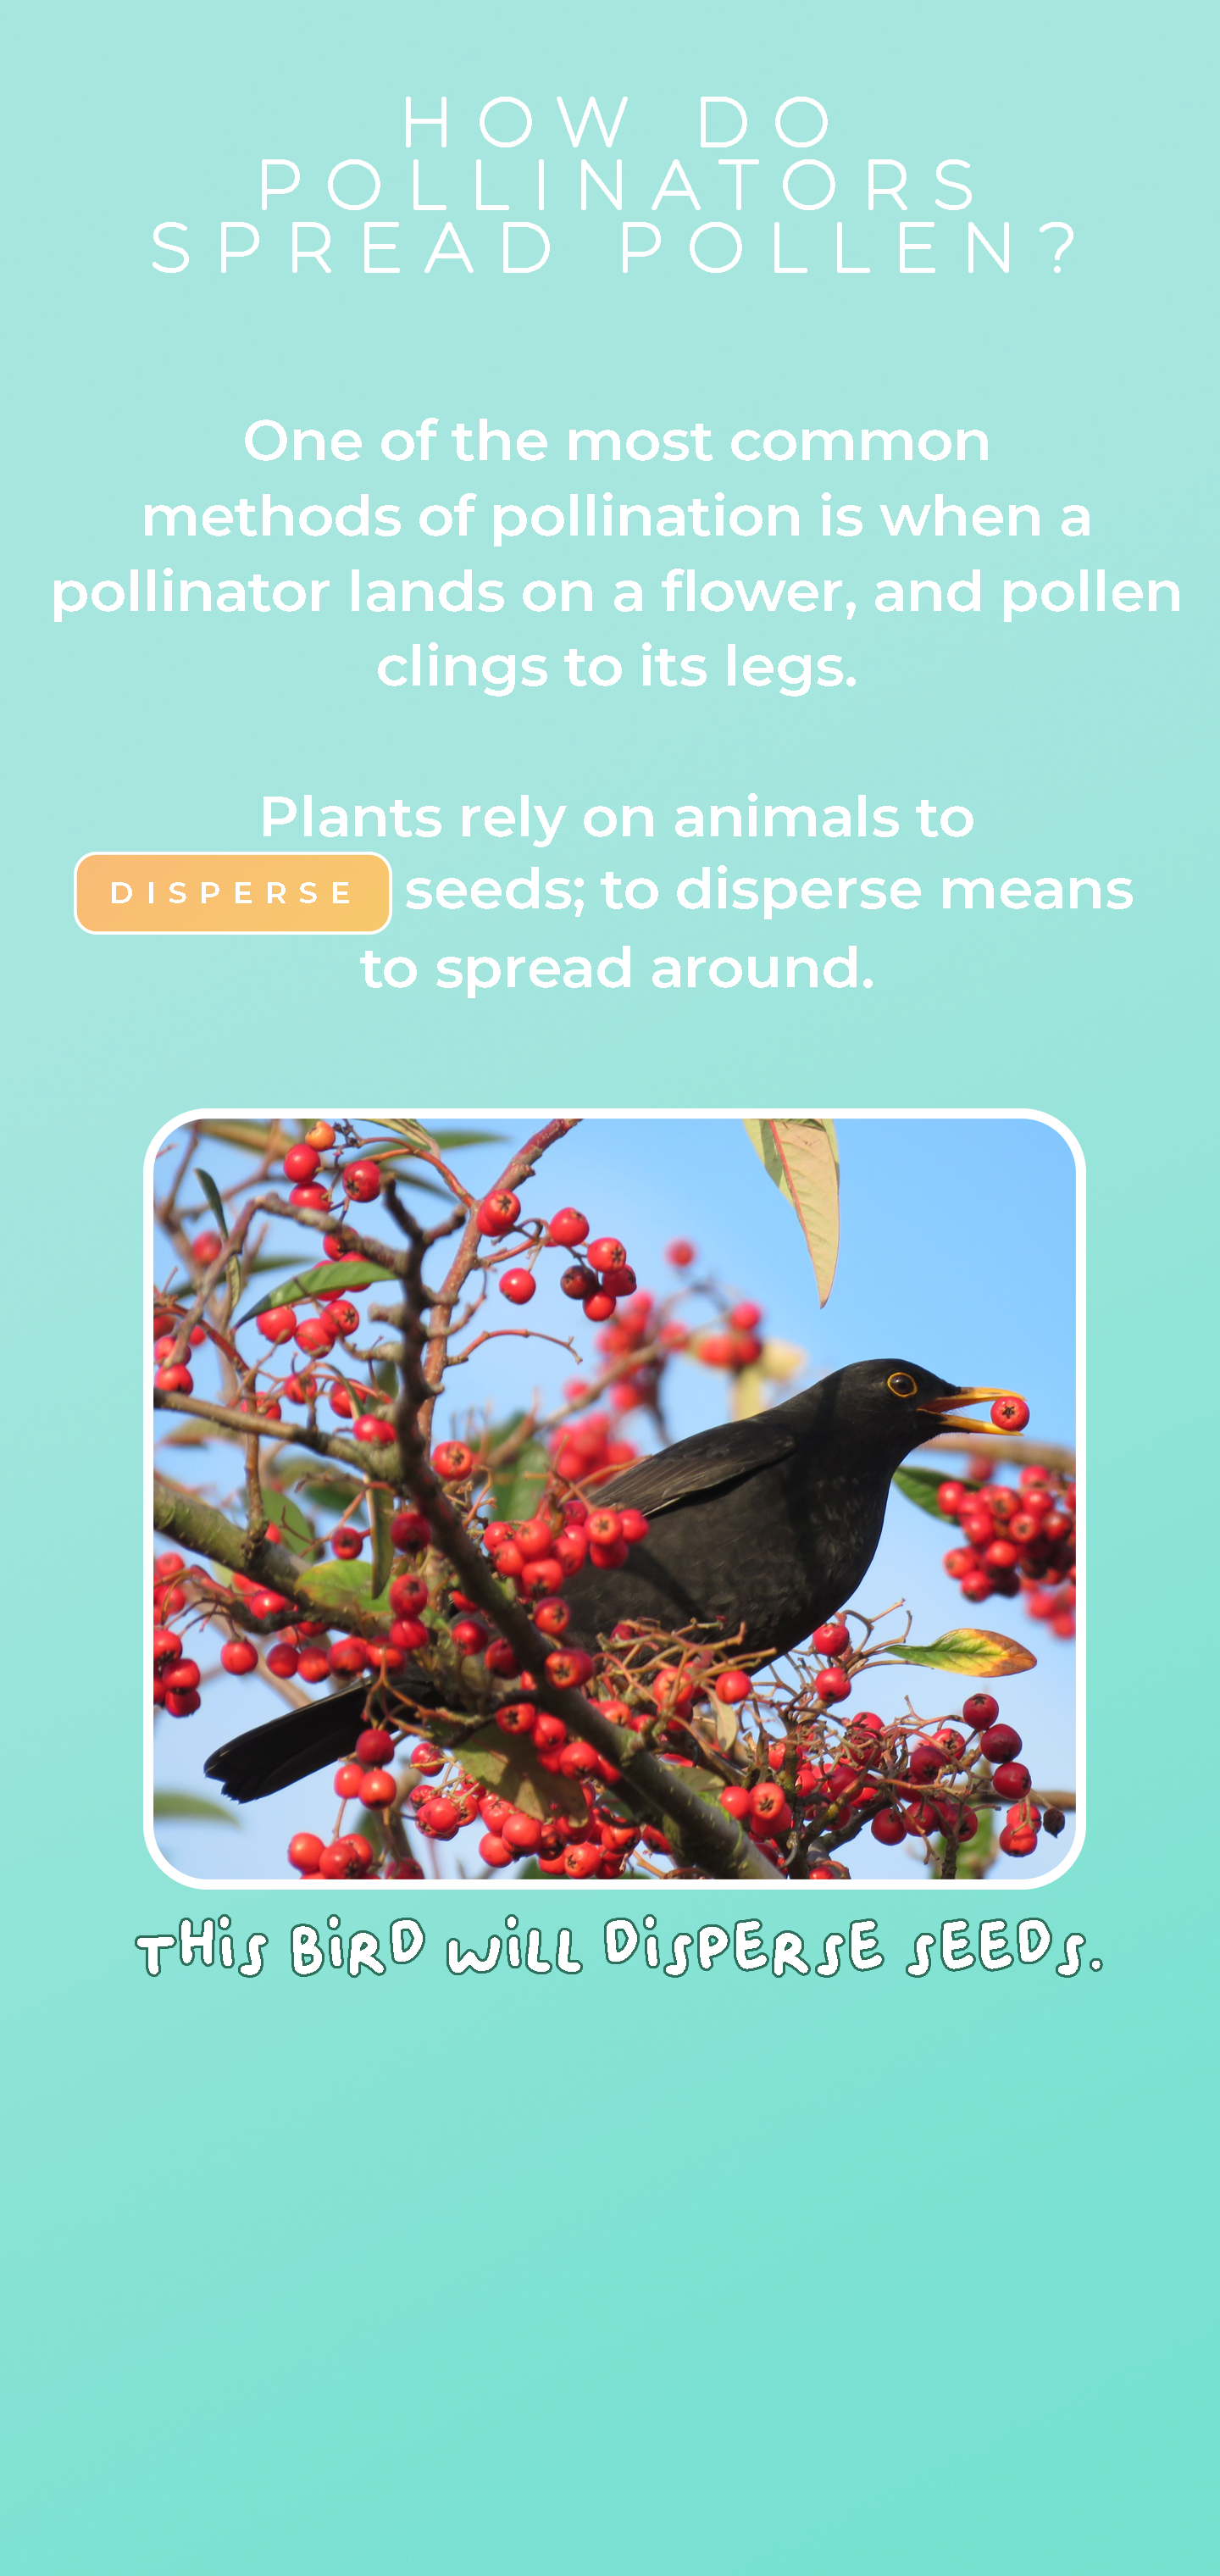 HOW DO
POLLINATORS
SPREAD POLLEN?
One of the most common
methods of pollination is when a
pollinator lands on a flower, and pollen
clings to its legs.
Plants rely on animals to
DISPERSE seeds; to disperse means
to spread around.
THiS BiRD WiLL DiSPERSE SEEDS.